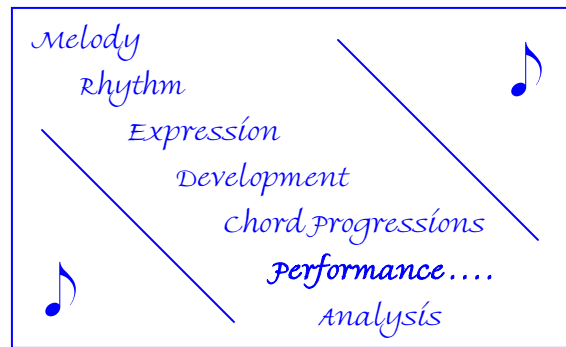 Melody
Rhythm
Expression
Development
Chord Progressions
Performance....
Analysis